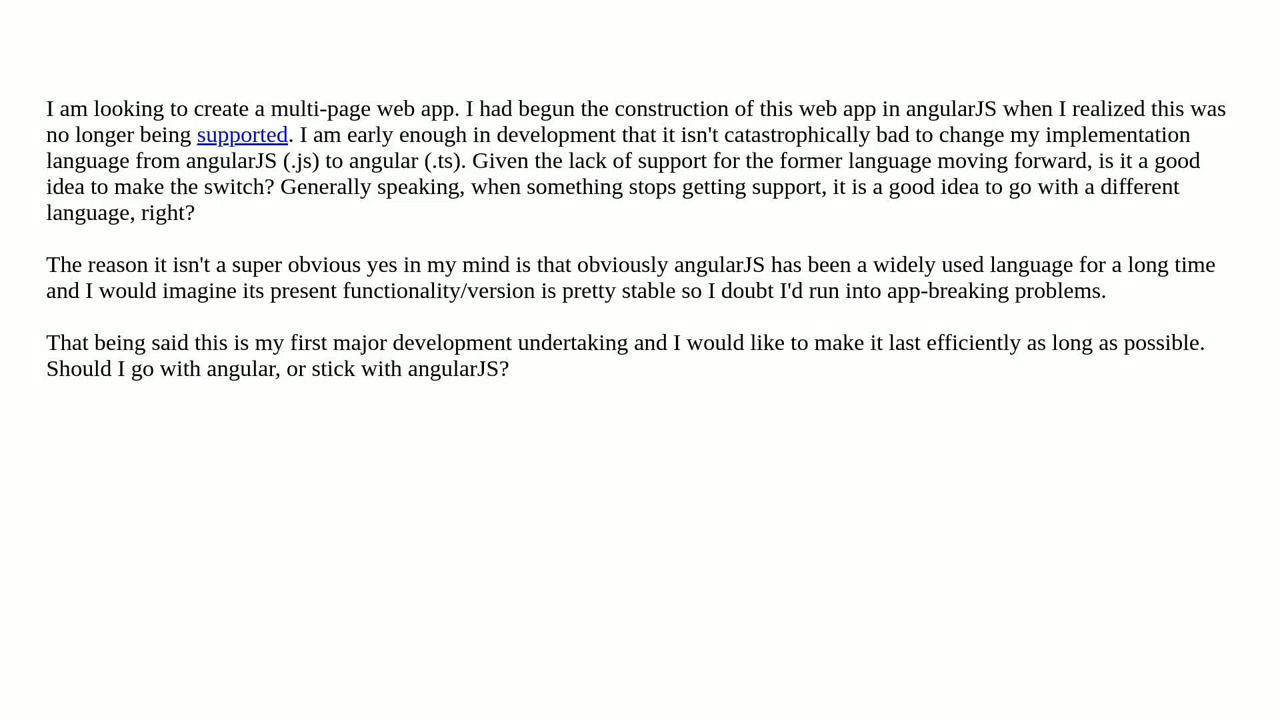 I am looking to create a multi-page web app. I had begun the construction of this web app in angularJS when I realized this was
no longer being supported. I am early enough in development that it isn't catastrophically bad to change my implementation
language from angularJS (.js) to angular (.ts). Given the lack of support for the former language moving forward, is it a good
idea to make the switch? Generally speaking, when something stops getting support, it is a good idea to go with a different
language, right?
The reason it isn't a super obvious yes in my mind is that obviously angularJS has been a widely used language for a long time
and I would imagine its present functionality/version is pretty stable so I doubt I'd run into app-breaking problems.
That being said this is my first major development undertaking and I would like to make it last efficiently as long as possible.
Should I go with angular, or stick with angularJS?